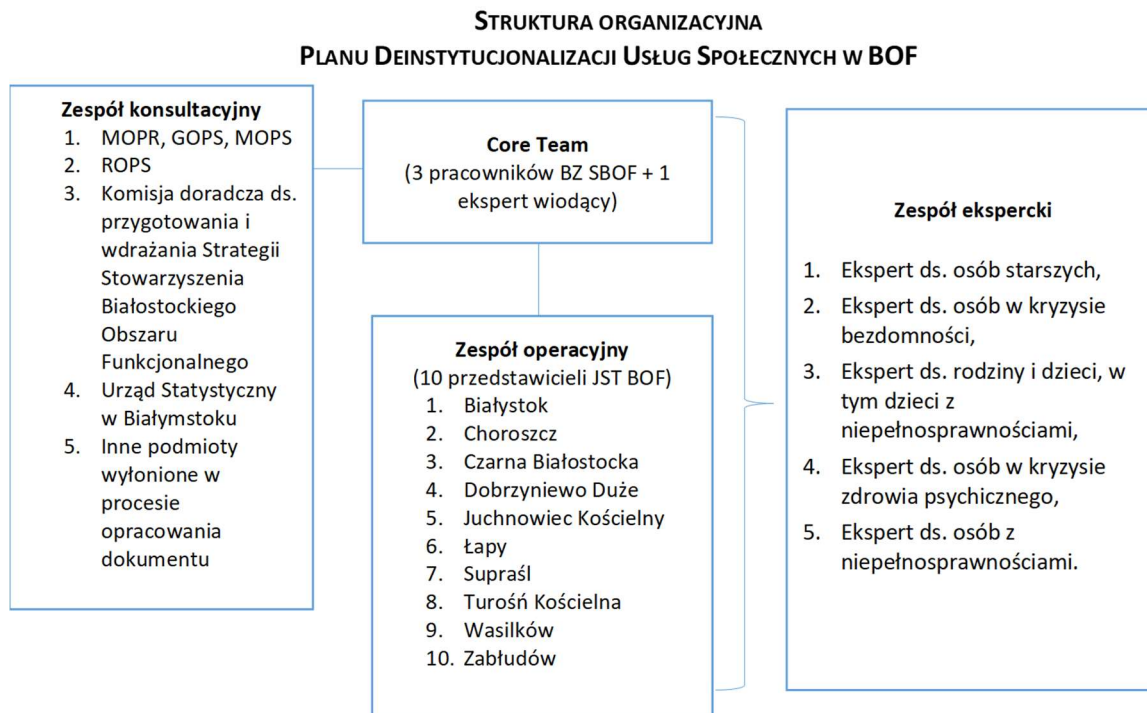 STRUKTURA ORGANIZACYJNA
PLANU DEINSTYTUCJONALIZACJI USŁUG SPOŁECZNYCH W BOF
Zespół konsultacyjny
1. MOPR, GOPS, MOPS
2. ROPS
3. Komisja doradcza ds.
przygotowania i
wdrażania Strategii
Stowarzyszenia
Białostockiego
Obszaru
Funkcjonalnego
4. Urząd Statystyczny
w Białymstoku
5. Inne podmioty
wyłonione w
procesie
opracowania
dokumentu
Core Team
(3 pracowników BZ SBOF + 1
ekspert wiodący)
Zespół operacyjny
(10 przedstawicieli JST BOF)
1. Białystok
2. Choroszcz
3. Czarna Białostocka
4. Dobrzyniewo Duże
5. Juchnowiec Kościelny
6. Łapy
7. Supraśl
8. Turośń Kościelna
9. Wasilków
10. Zabłudów
Zespół ekspercki
1. Ekspert ds. osób starszych,
2. Ekspert ds. osób w kryzysie
bezdomności,
3. Ekspert ds. rodziny i dzieci, w
tym dzieci z
niepełnosprawnościami,
4. Ekspert ds. osób w kryzysie
zdrowia psychicznego,
5. Ekspert ds. osób z
niepełnosprawnościami.